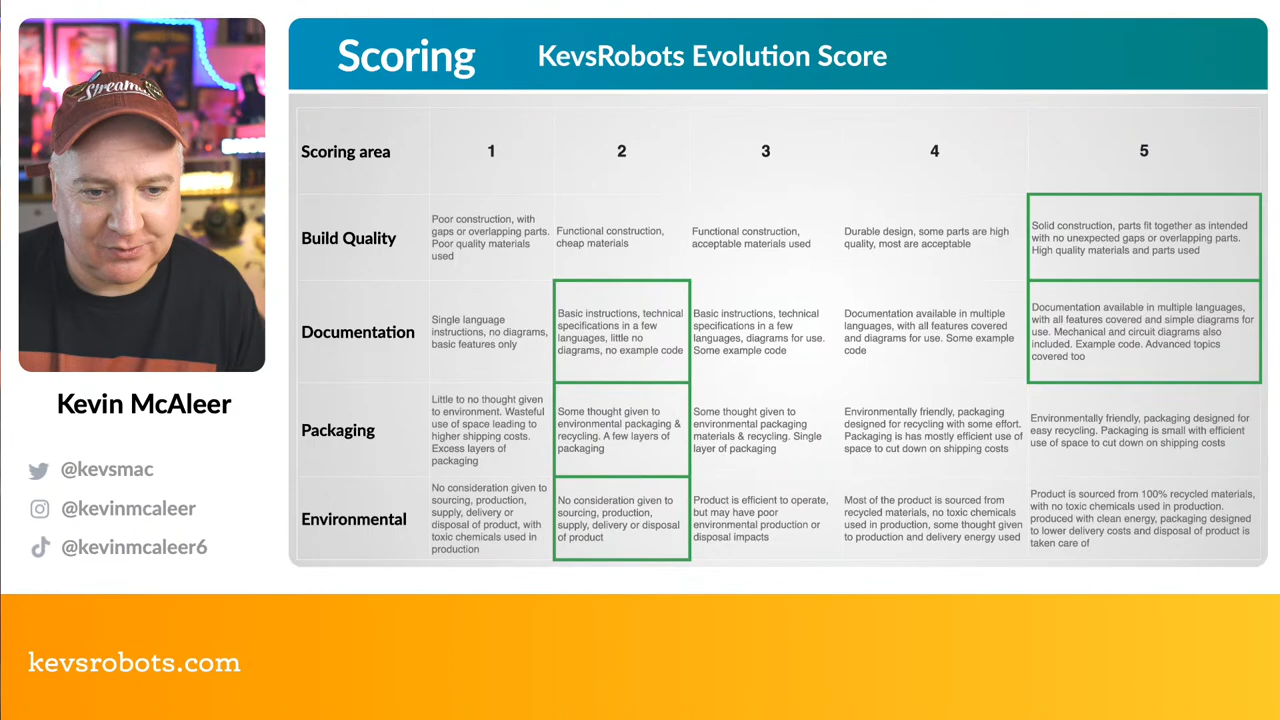 Stream
Scoring
KevsRobots Evolution Score
Scoring area
1
2
3
4
5
Build Quality
Poor construction, with
gaps or overlapping parts.
Poor quality materials
used
Functional construction,
cheap materials
Functional construction,
acceptable materials used
Durable design, some parts are high
quality, most are acceptable
Solid construction, parts fit together as intended
with no unexpected gaps or overlapping parts.
High quality materials and parts used
Documentation
Single language
instructions, no diagrams,
basic features only
Basic instructions, technical
specifications in a few
languages, little no
diagrams, no example code
Basic instructions, technical
specifications in a few
languages, diagrams for use.
Some example code
Documentation available in multiple
languages, with all features covered
and diagrams for use. Some example
code
Documentation available in multiple languages,
with all features covered and simple diagrams for
use. Mechanical and circuit diagrams also
included. Example code. Advanced topics
covered too
Packaging
Little to no thought given
to environment. Wasteful
use of space leading to
higher shipping costs.
Excess layers of
packaging
Some thought given to
environmental packaging &
recycling. A few layers of
packaging
Some thought given to
environmental packaging
materials & recycling. Single
layer of packaging
Environmentally friendly, packaging
designed for recycling with some effort.
Packaging is has mostly efficient use of
space to cut down on shipping costs
Environmentally friendly, packaging designed for
easy recycling. Packaging is small with efficient
use of space to cut down on shipping costs
Environmental
No consideration given to
sourcing, production,
supply, delivery or
disposal of product, with
toxic chemicals used in
production
No consideration given to
sourcing, production,
supply, delivery or disposal
of product
Product is efficient to operate,
but may have poor
environmental production or
disposal impacts
Most of the product is sourced from
recycled materials, no toxic chemicals
used in production, some thought given
to production and delivery energy used
Product is sourced from 100% recycled materials,
with no toxic chemicals used in production.
produced with clean energy, packaging designed
to lower delivery costs and disposal of product is
taken care of
Kevin McAleer
@kevsmac
@kevinmcaleer
@kevinmcaleer6
kevsrobots.com